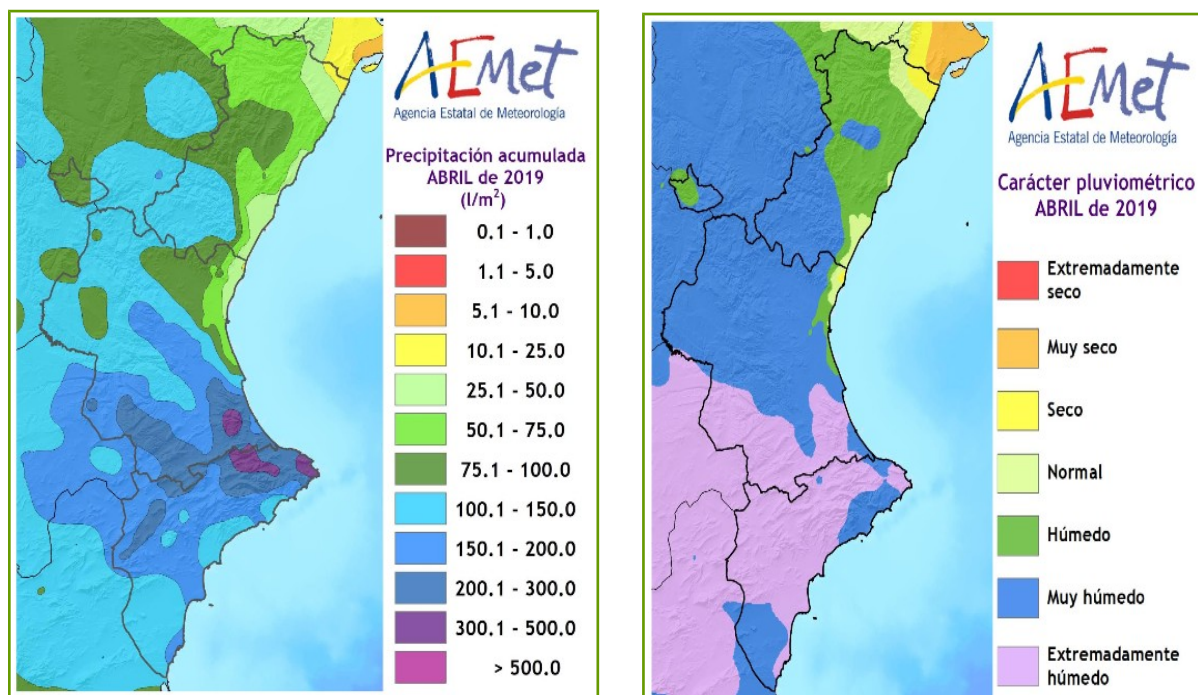 AEMet
Agencia Estatal de Meteorología
Precipitación acumulada
ABRIL de 2019
(l/m²)
0.1 - 1.0
1.1 - 5.0
5.1 - 10.0
10.1 - 25.0
25.1 - 50.0
50.1 - 75.0
75.1 - 100.0
100.1 - 150.0
150.1 - 200.0
200.1 - 300.0
300.1 - 500.0
> 500.0
AEMet
Agencia Estatal de Meteorología
Carácter pluviométrico
ABRIL de 2019
Extremadamente
seco
Muy seco
Seco
Normal
Húmedo
Muy húmedo
Extremadamente
húmedo